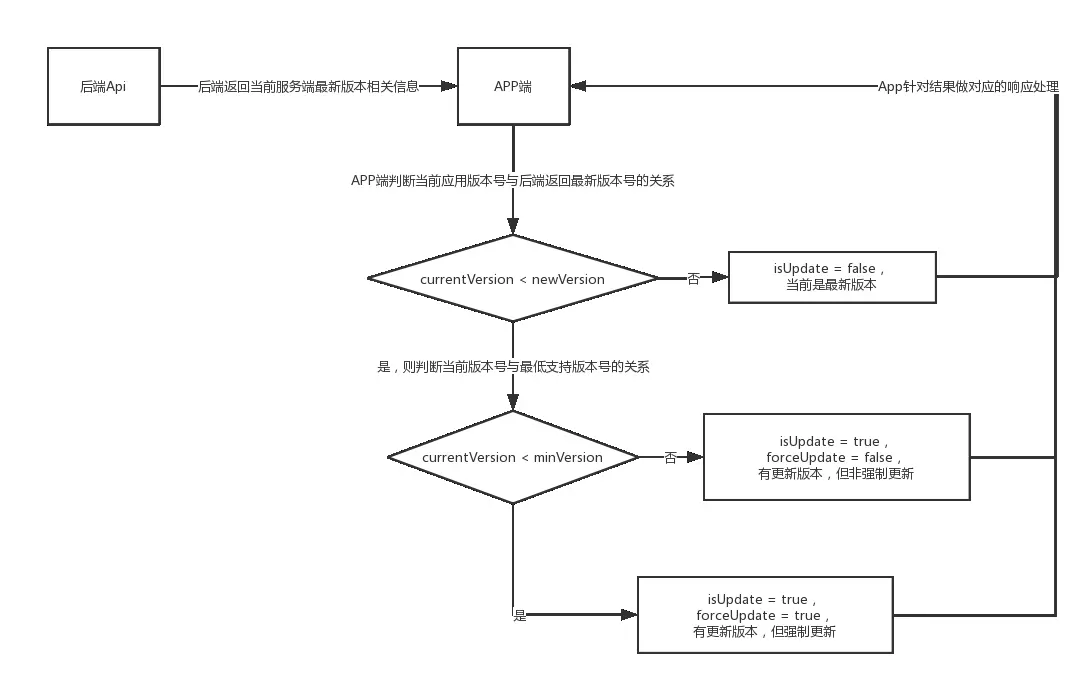 后端Api
后端返回当前服务端最新版本相关信息
APP端
App针对结果做对应的响应处理
APP端判断当前应用版本号与后端返回最新版本号的关系
currentVersion < newVersion
否
isUpdate = false，
当前是最新版本
是，则判断当前版本号与最低支持版本号的关系
currentVersion < minVersion
否
isUpdate = true，
forceUpdate = false，
有更新版本，但非强制更新
是
isUpdate = true，
forceUpdate = true，
有更新版本，但强制更新